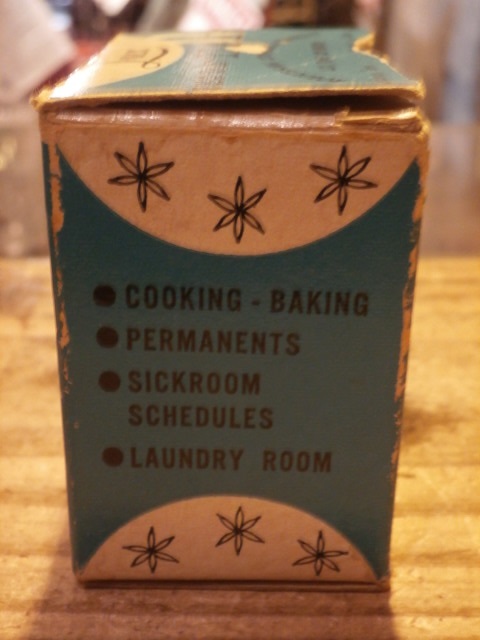 ● COOKING - BAKING
● PERMANENTS
● SICKROOM
SCHEDULES
● LAUNDRY ROOM